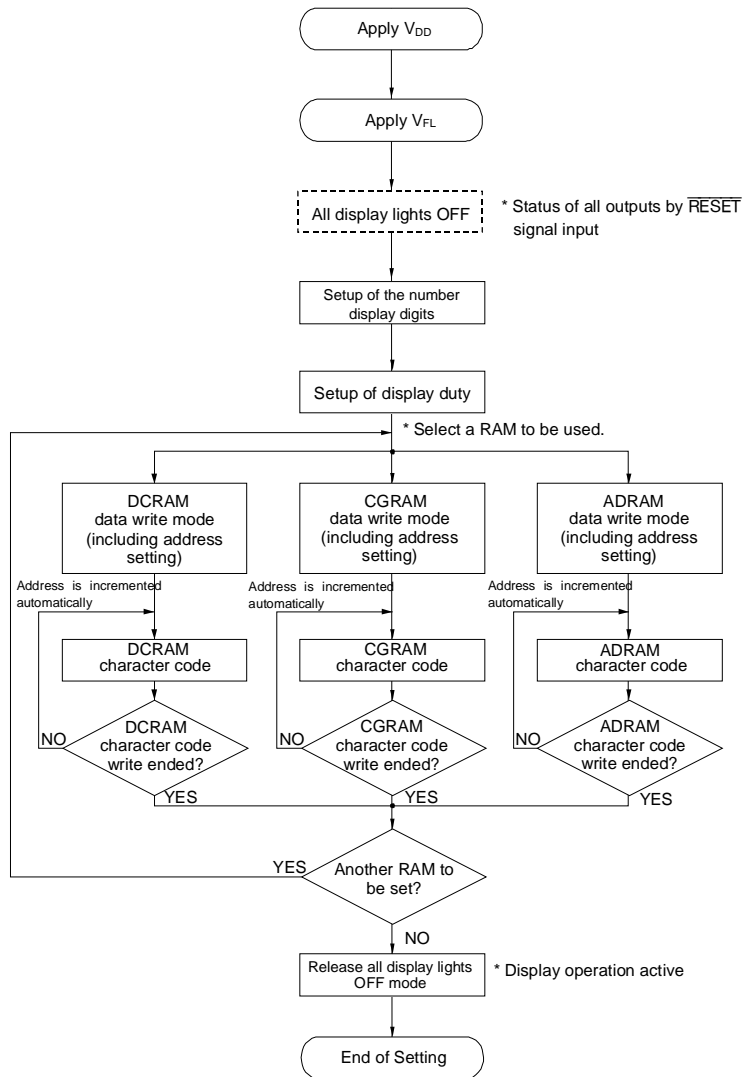 Apply VDD
Apply VFL
All display lights OFF
* Status of all outputs by RESET
signal input
Setup of the number
display digits
Setup of display duty
* Select a RAM to be used.
DCRAM
data write mode
(including address
setting)
CGRAM
data write mode
(including address
setting)
ADRAM
data write mode
(including address
setting)
Address is incremented
automatically
Address is incremented
automatically
Address is incremented
automatically
DCRAM
character code
CGRAM
character code
ADRAM
character code
NO
DCRAM
character code
write ended?
YES
NO
CGRAM
character code
write ended?
YES
NO
ADRAM
character code
write ended?
YES
YES
Another RAM to
be set?
NO
Release all display lights
OFF mode
* Display operation active
End of Setting